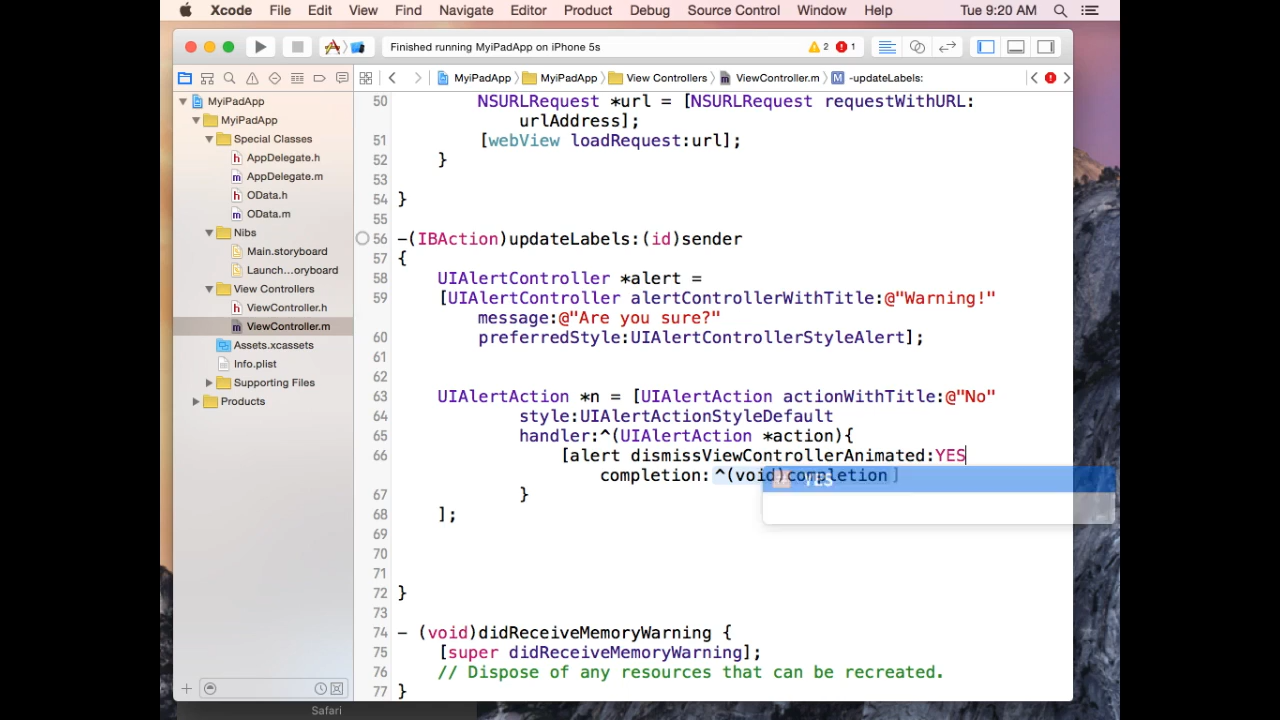 Xcode File Edit View Find Navigate Editor Product Debug Source Control Window Help Tue 9:20 AM
Finished running MyiPadApp on iPhone 5s 2 1
MyiPadApp MyiPadApp View Controllers ViewController.m M -updateLabels:
MyiPadApp
MyiPadApp
Special Classes
h AppDelegate.h
m AppDelegate.m
h OData.h
m OData.m
Nibs
Main.storyboard
Launch...oryboard
View Controllers
h ViewController.h
m ViewController.m
Assets.xcassets
Info.plist
Supporting Files
Products
50 NSURLRequest *url = [NSURLRequest requestWithURL:
urlAddress];
51 [webView loadRequest:url];
52 }
53
54 }
55
56 -(IBAction)updateLabels:(id)sender
57 {
58 UIAlertController *alert =
59 [UIAlertController alertControllerWithTitle:@"Warning!"
message:@"Are you sure?"
60 preferredStyle:UIAlertControllerStyleAlert];
61
62
63 UIAlertAction *n = [UIAlertAction actionWithTitle:@"No"
64 style:UIAlertActionStyleDefault
65 handler:^(UIAlertAction *action){
66 [alert dismissViewControllerAnimated:YES
completion:^(void)completion]
YES
67 }
68 ];
69
70
71
72 }
73
74 - (void)didReceiveMemoryWarning {
75 [super didReceiveMemoryWarning];
76 // Dispose of any resources that can be recreated.
77 }
Safari